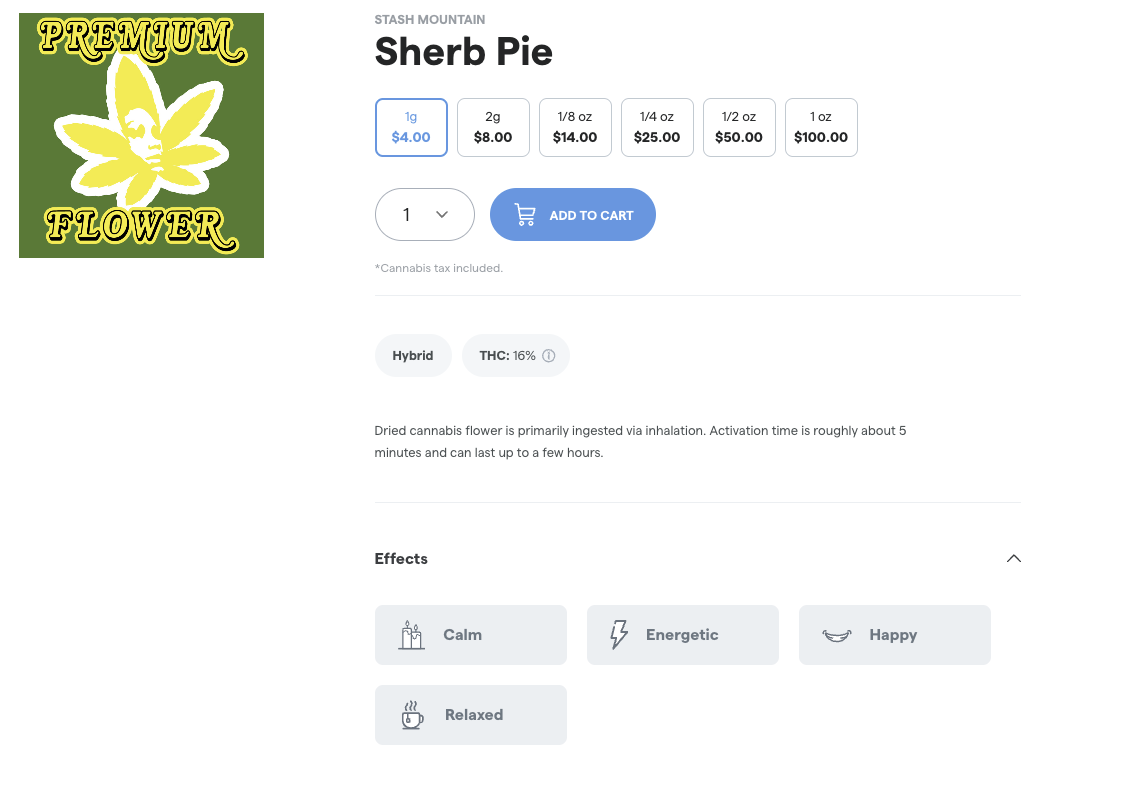 PREMIUM
FLOWER
STASH MOUNTAIN
Sherb Pie
1g
$4.00
2g
$8.00
1/8 oz
$14.00
1/4 oz
$25.00
1/2 oz
$50.00
1 oz
$100.00
1
ADD TO CART
*Cannabis tax included.
Hybrid
THC: 16%
Dried cannabis flower is primarily ingested via inhalation. Activation time is roughly about 5
minutes and can last up to a few hours.
Effects
Calm
Energetic
Happy
Relaxed